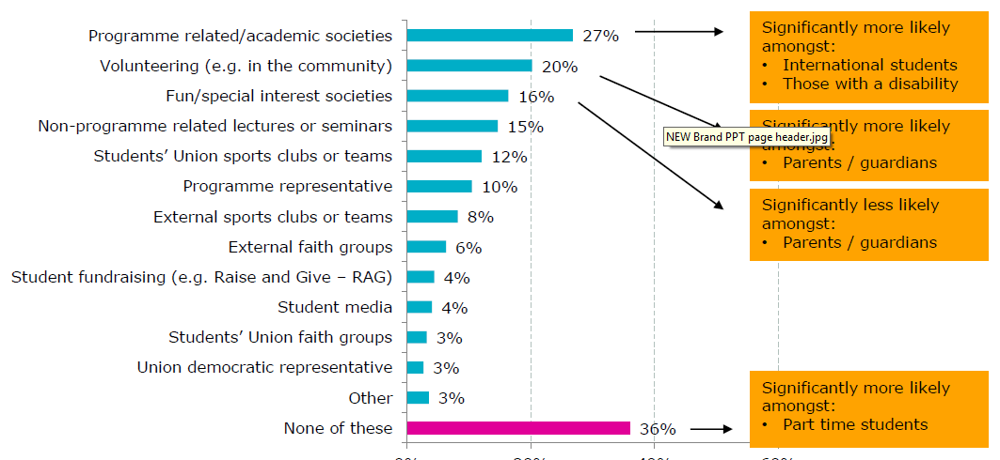 Programme related/academic societies 27%
Volunteering (e.g. in the community) 20%
Fun/special interest societies 16%
Non-programme related lectures or seminars 15%
Students’ Union sports clubs or teams 12%
Programme representative 10%
External sports clubs or teams 8%
External faith groups 6%
Student fundraising (e.g. Raise and Give – RAG) 4%
Student media 4%
Students’ Union faith groups 3%
Union democratic representative 3%
Other 3%
None of these 36%
Significantly more likely
amongst:
• International students
• Those with a disability
Significantly more likely
NEW Brand PPT page header.jpg
amongst:
• Parents / guardians
Significantly less likely
amongst:
• Parents / guardians
Significantly more likely
amongst:
• Part time students